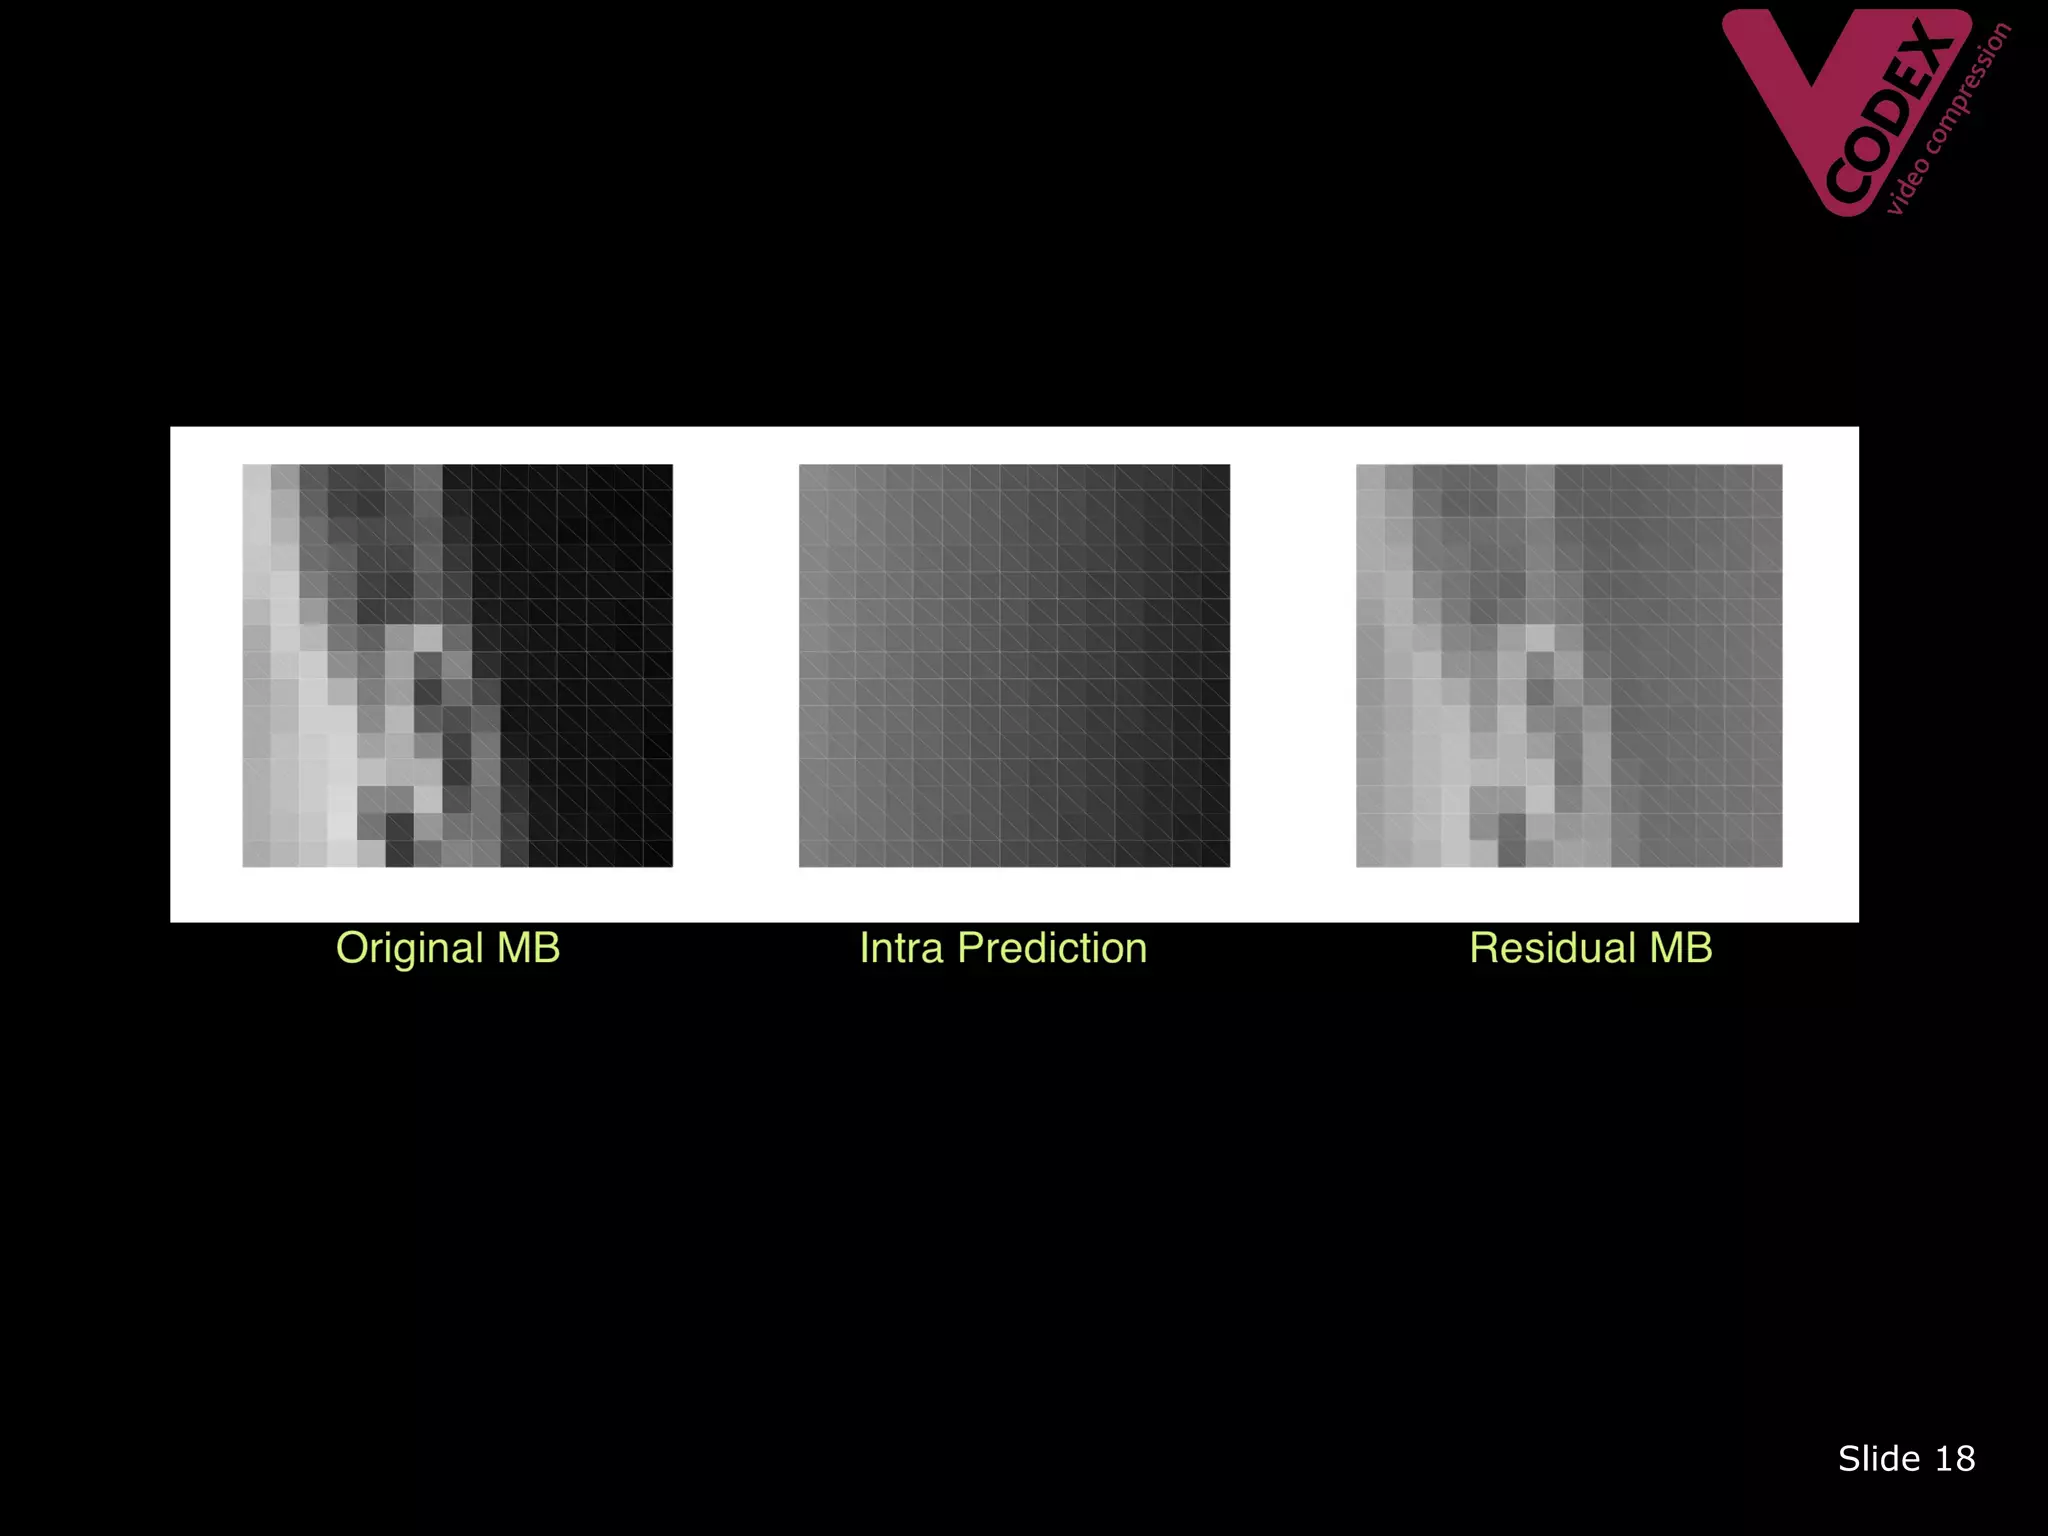 CODEX
video compression
Original MB
Intra Prediction
Residual MB
Slide 18